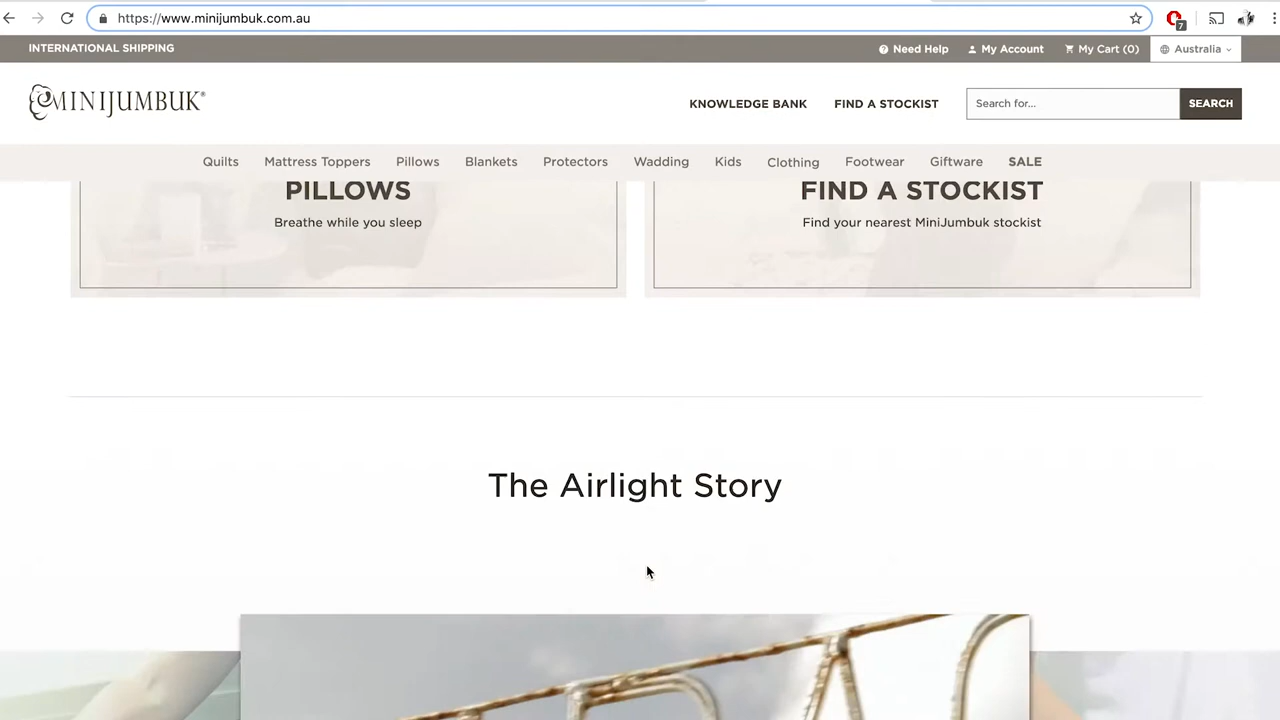 https://www.minijumbuk.com.au
7
INTERNATIONAL SHIPPING
Need Help
My Account
My Cart (0)
Australia
MINIJUMBUK®
KNOWLEDGE BANK
FIND A STOCKIST
Search for...
SEARCH
Quilts
Mattress Toppers
Pillows
Blankets
Protectors
Wadding
Kids
Clothing
Footwear
Giftware
SALE
PILLOWS
Breathe while you sleep
FIND A STOCKIST
Find your nearest MiniJumbuk stockist
The Airlight Story